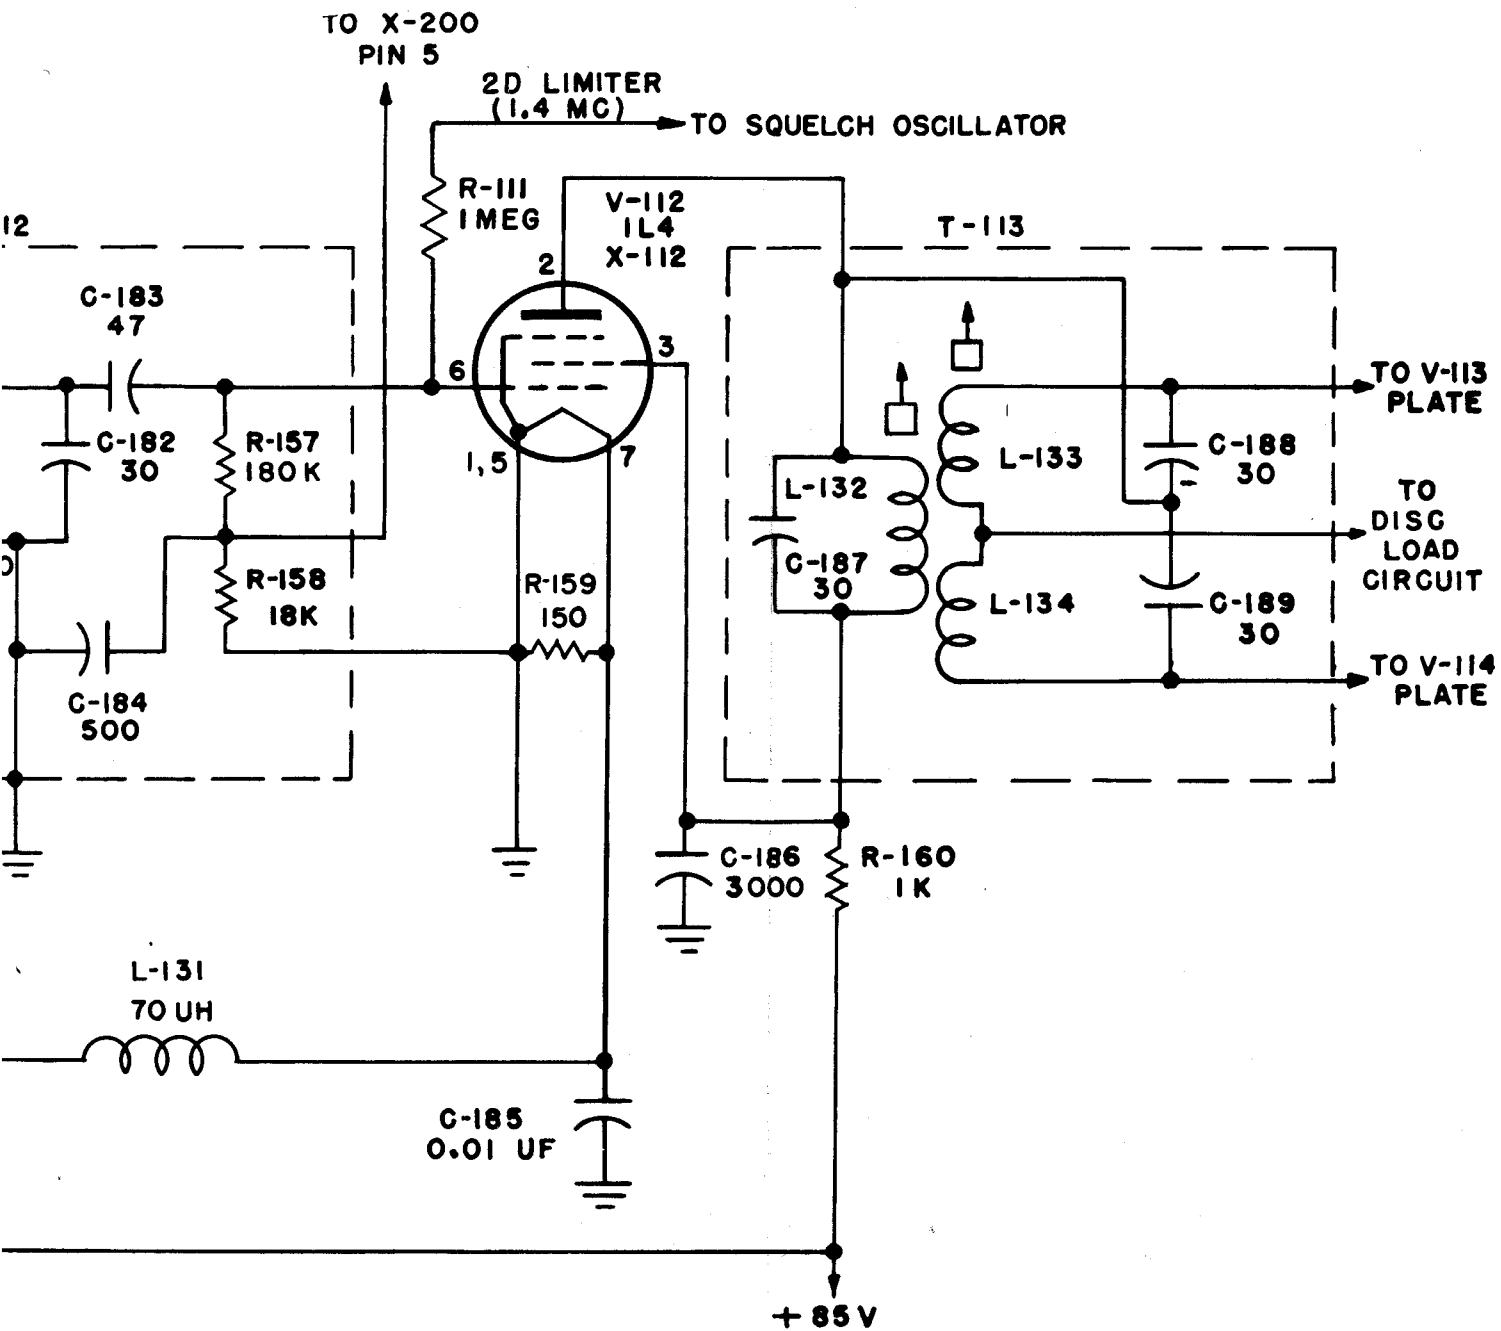 TO X-200
PIN 5
2D LIMITER
(1.4 MC)
TO SQUELCH OSCILLATOR
R-111
1 MEG
V-112
1L4
X-112
12
T-113
C-183
47
2
3
6
1,5
7
C-182
30
R-157
180K
R-158
18K
C-184
500
R-159
150
L-132
C-187
30
L-133
L-134
C-188
30
C-189
30
TO V-113
PLATE
TO
DISC
LOAD
CIRCUIT
TO V-114
PLATE
C-186
3000
R-160
1K
L-131
70 UH
C-185
0.01 UF
+ 85V